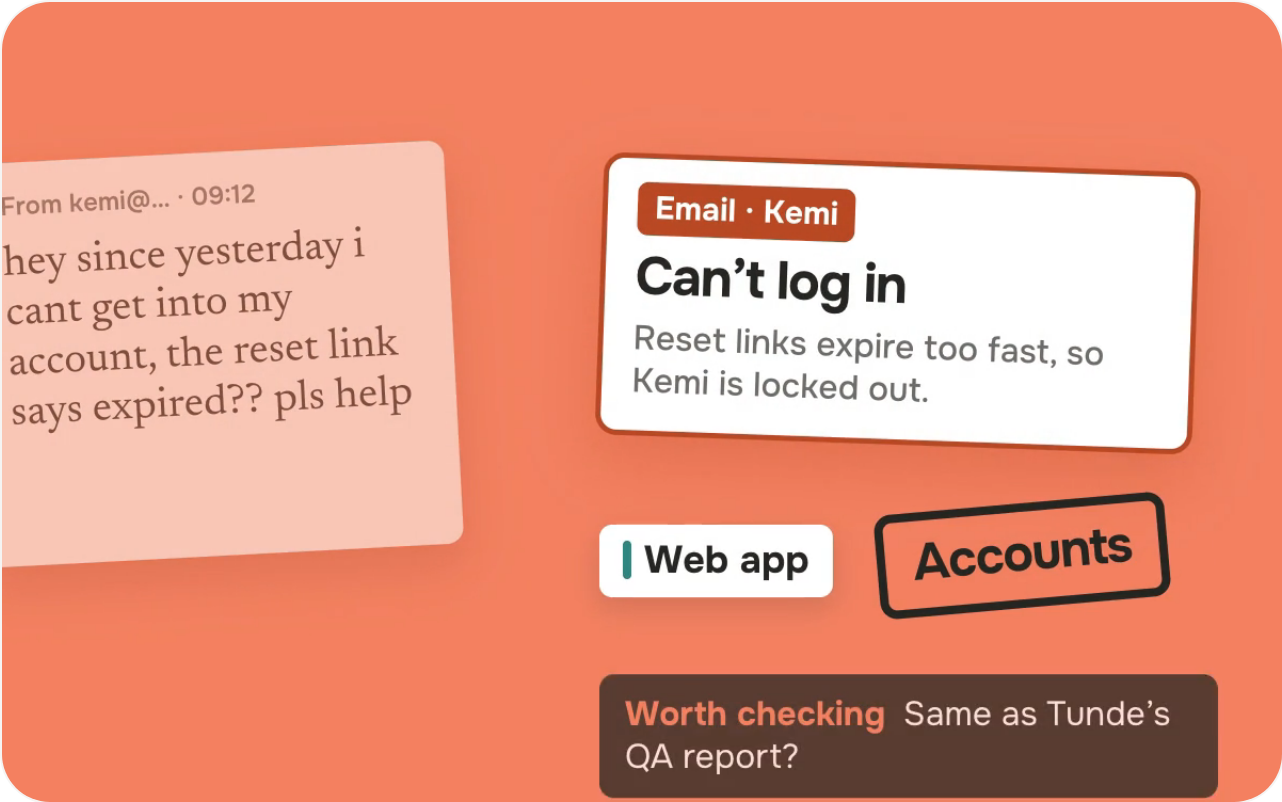 From kemi@... · 09:12
hey since yesterday i
cant get into my
account, the reset link
says expired?? pls help
Email · Kemi
Can’t log in
Reset links expire too fast, so
Kemi is locked out.
Web app
Accounts
Worth checking Same as Tunde’s
QA report?